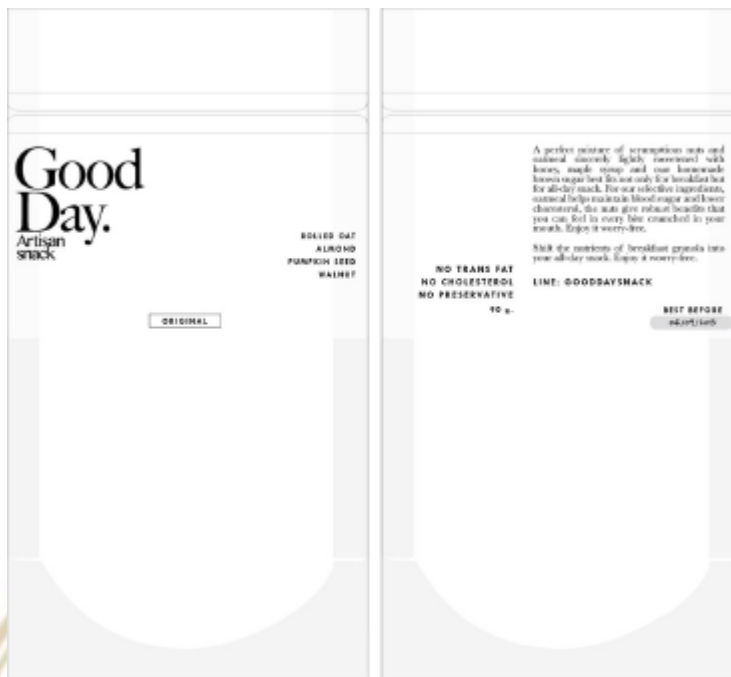 Good
Day.
Artisan
snack
ROLLED OAT
ALMOND
PUMPKIN SEED
WALNUT
ORIGINAL
A perfect mixture of scrumptious nuts and
oatmeal sincerely lightly sweetened with
honey, maple syrup and our homemade
brown sugar best fits not only for breakfast but
for all-day snack. For our selective ingredients,
oatmeal helps maintain blood sugar and lower
the nuts give robust benefits that
you can feel in every bite crunched in your
mouth. Enjoy it worry-free.
Shift the nutrients of breakfast granola into
your all-day snack. Enjoy it worry-free.
NO TRANS FAT
NO CHOLESTEROL
NO PRESERVATIVE
90 g.
LINE: GOODDAYSNACK
BEST BEFORE